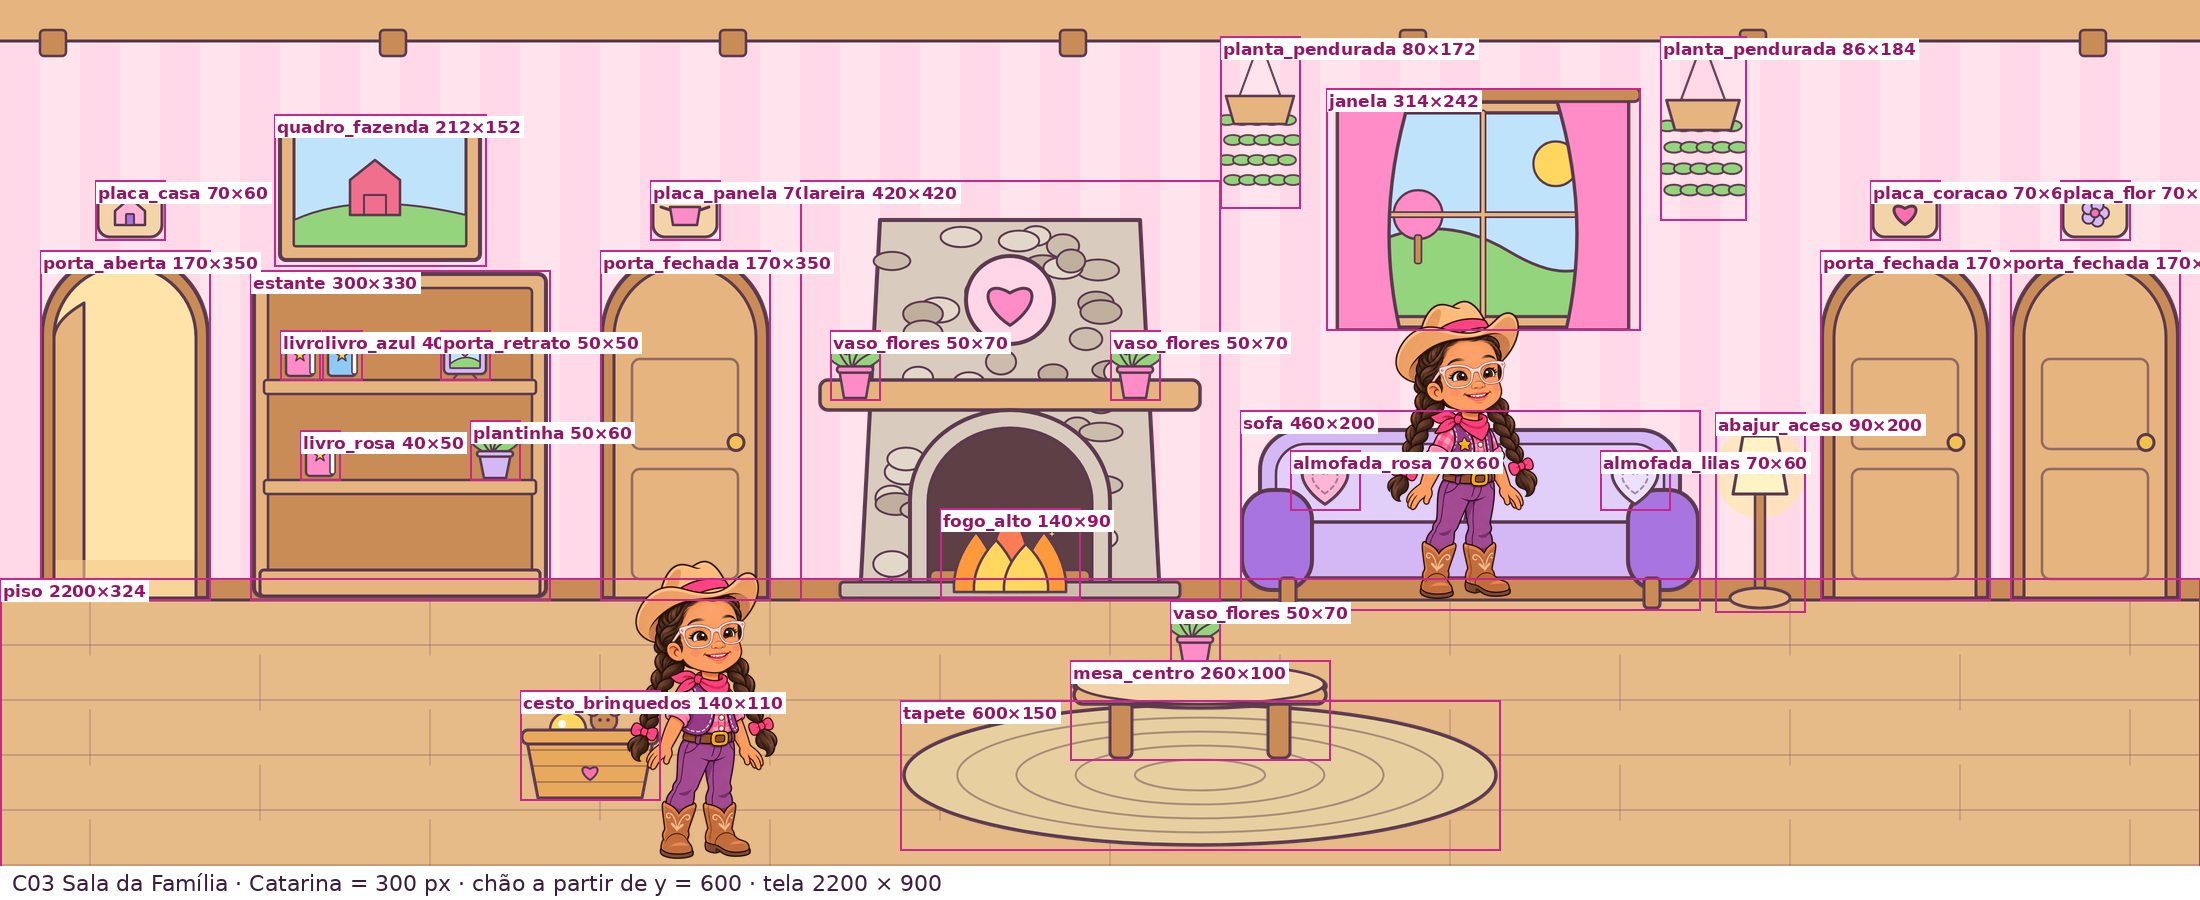 planta_pendurada 80×172
planta_pendurada 86×184
janela 314×242
quadro_fazenda 212×152
placa_casa 70×60
placa_panela 70
lareira 420×420
placa_coracao 70×6
placa_flor 70×
porta_aberta 170×350
porta_fechada 170×350
porta_fechada 170×
porta_fechada 170×
estante 300×330
livro
livro_azul 40
porta_retrato 50×50
vaso_flores 50×70
vaso_flores 50×70
sofa 460×200
abajur_aceso 90×200
livro_rosa 40×50
plantinha 50×60
almofada_rosa 70×60
almofada_lilas 70×60
fogo_alto 140×90
piso 2200×324
vaso_flores 50×70
mesa_centro 260×100
cesto_brinquedos 140×110
tapete 600×150
C03 Sala da Família · Catarina = 300 px · chão a partir de y = 600 · tela 2200 × 900